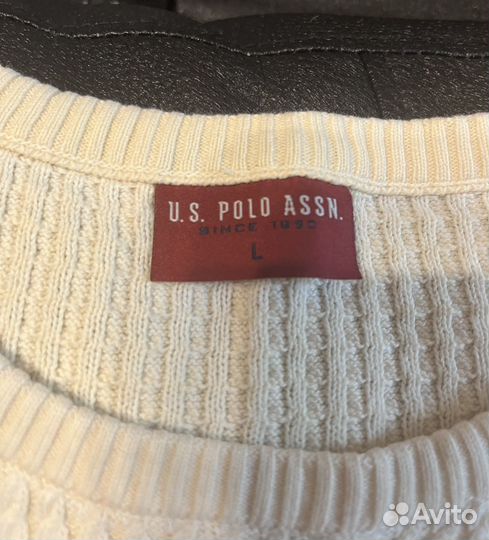 U.S. POLO ASSN.
SINCE 1890
L
Avito